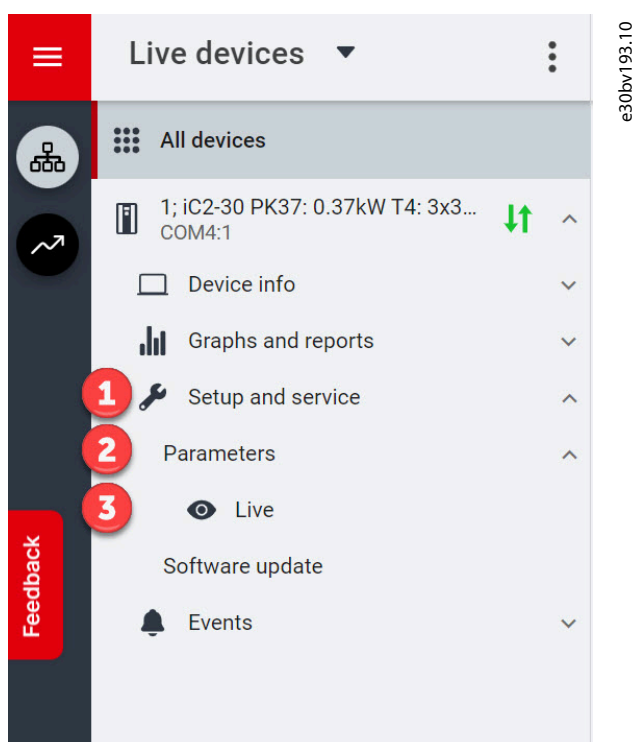 Live devices
e30bv193.10
All devices
1; iC2-30 PK37: 0.37kW T4: 3x3...
COM4:1
Device info
Graphs and reports
1
Setup and service
2
Parameters
3
Live
Software update
Feedback
Events